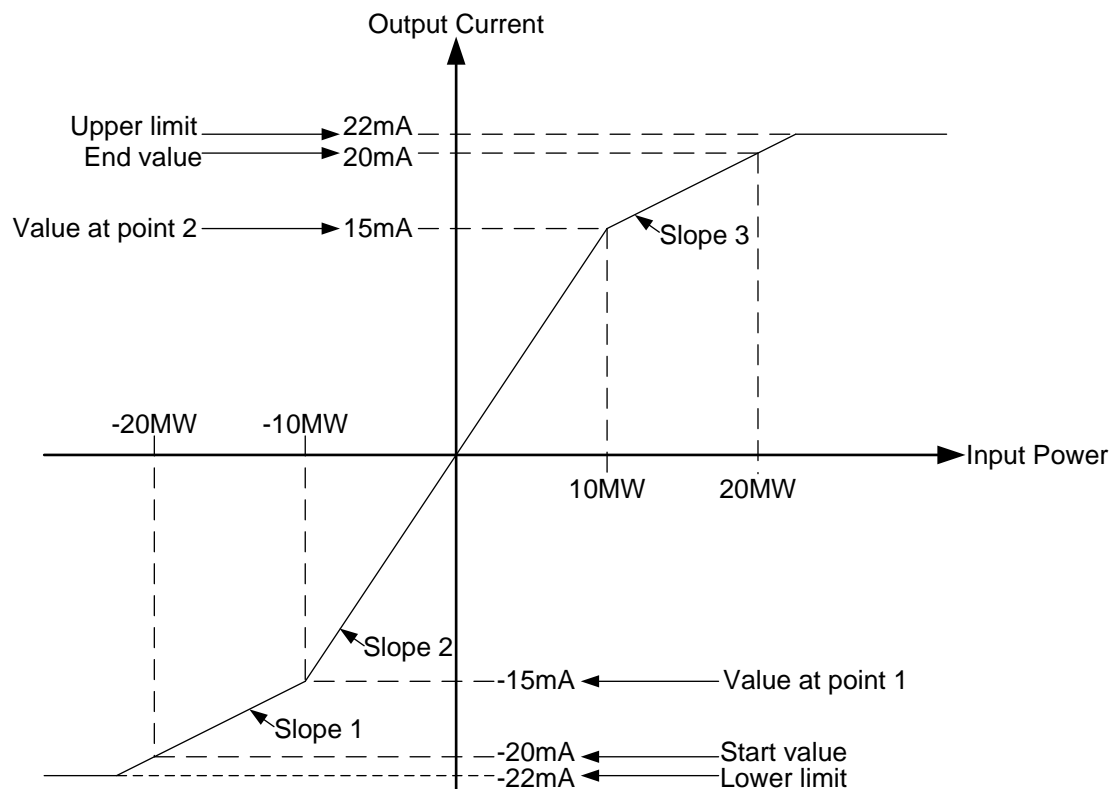 Output Current
Upper limit 22mA
End value 20mA
Value at point 2 15mA
Slope 3
-20MW -10MW
Input Power
10MW 20MW
Slope 2
-15mA Value at point 1
Slope 1
-20mA Start value
-22mA Lower limit